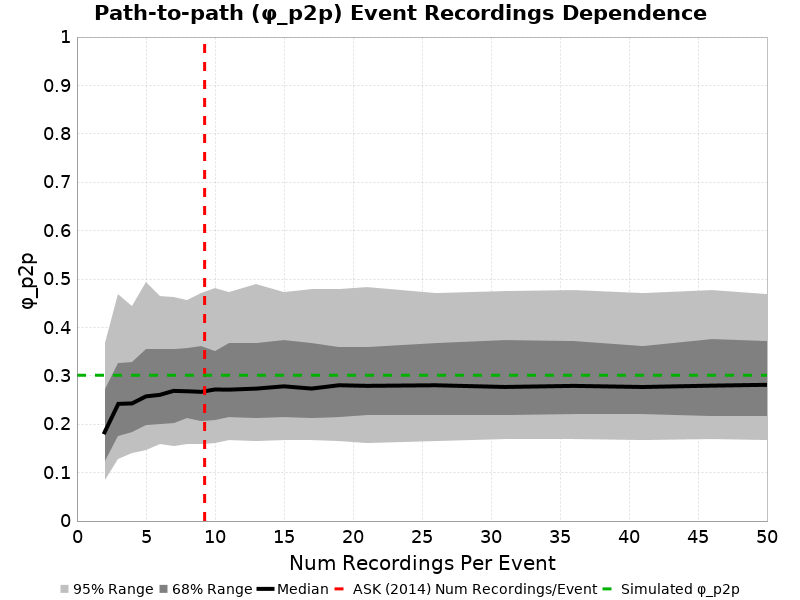 Path-to-path (φ_p2p) Event Recordings Dependence
1
0.9
0.8
0.7
0.6
0.5
0.4
0.3
0.2
0.1
0
φ_p2p
0 5 10 15 20 25 30 35 40 45 50
Num Recordings Per Event
95% Range 68% Range Median ASK (2014) Num Recordings/Event Simulated φ_p2p